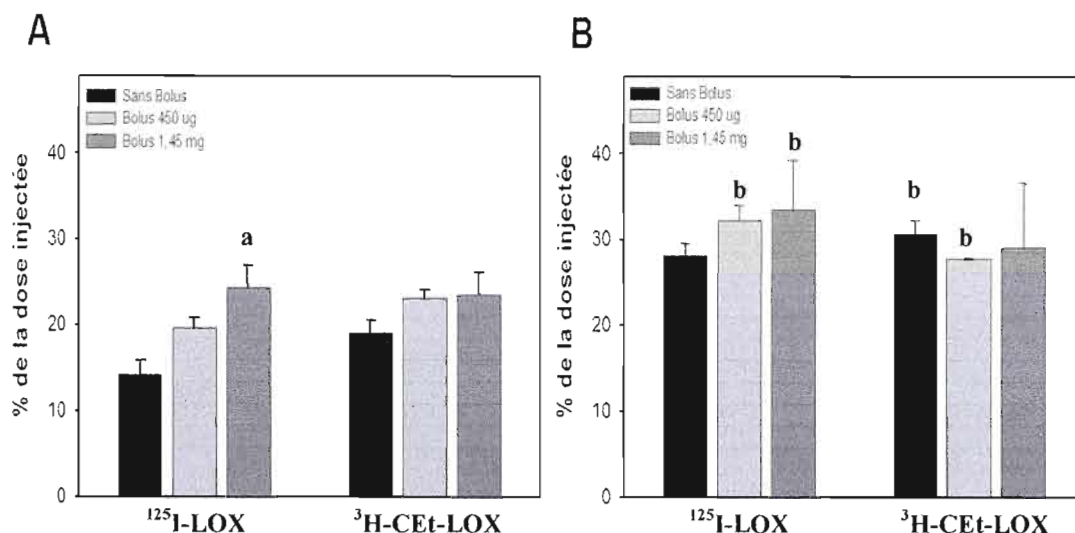 A
Sans Bolus
Bolus 450 ug
Bolus 1,45 mg
% de la dose injectée
40
30
20
10
0
a
¹²⁵I-LOX
³H-CEt-LOX
B
Sans Bolus
Bolus 450 ug
Bolus 1,45 mg
% de la dose injectée
40
30
20
10
0
b
b
b
b
¹²⁵I-LOX
³H-CEt-LOX